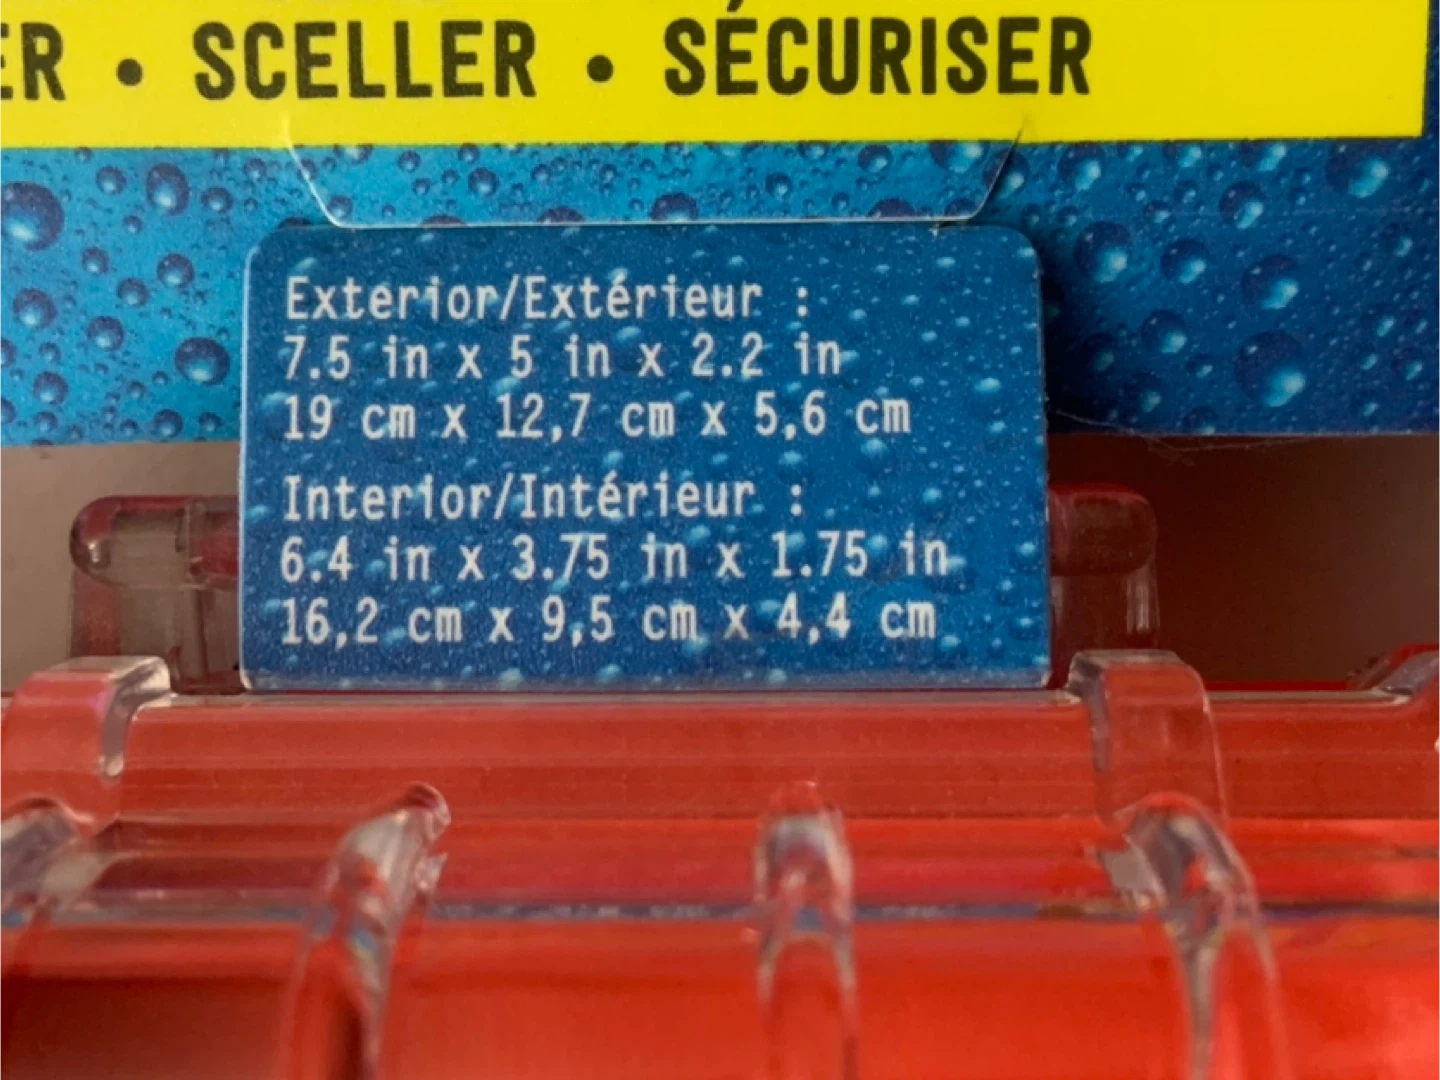 ER • SCELLER • SÉCURISER
Exterior/Extérieur :
7.5 in x 5 in x 2.2 in
19 cm x 12,7 cm x 5,6 cm
Interior/Intérieur :
6.4 in x 3.75 in x 1.75 in
16,2 cm x 9,5 cm x 4,4 cm